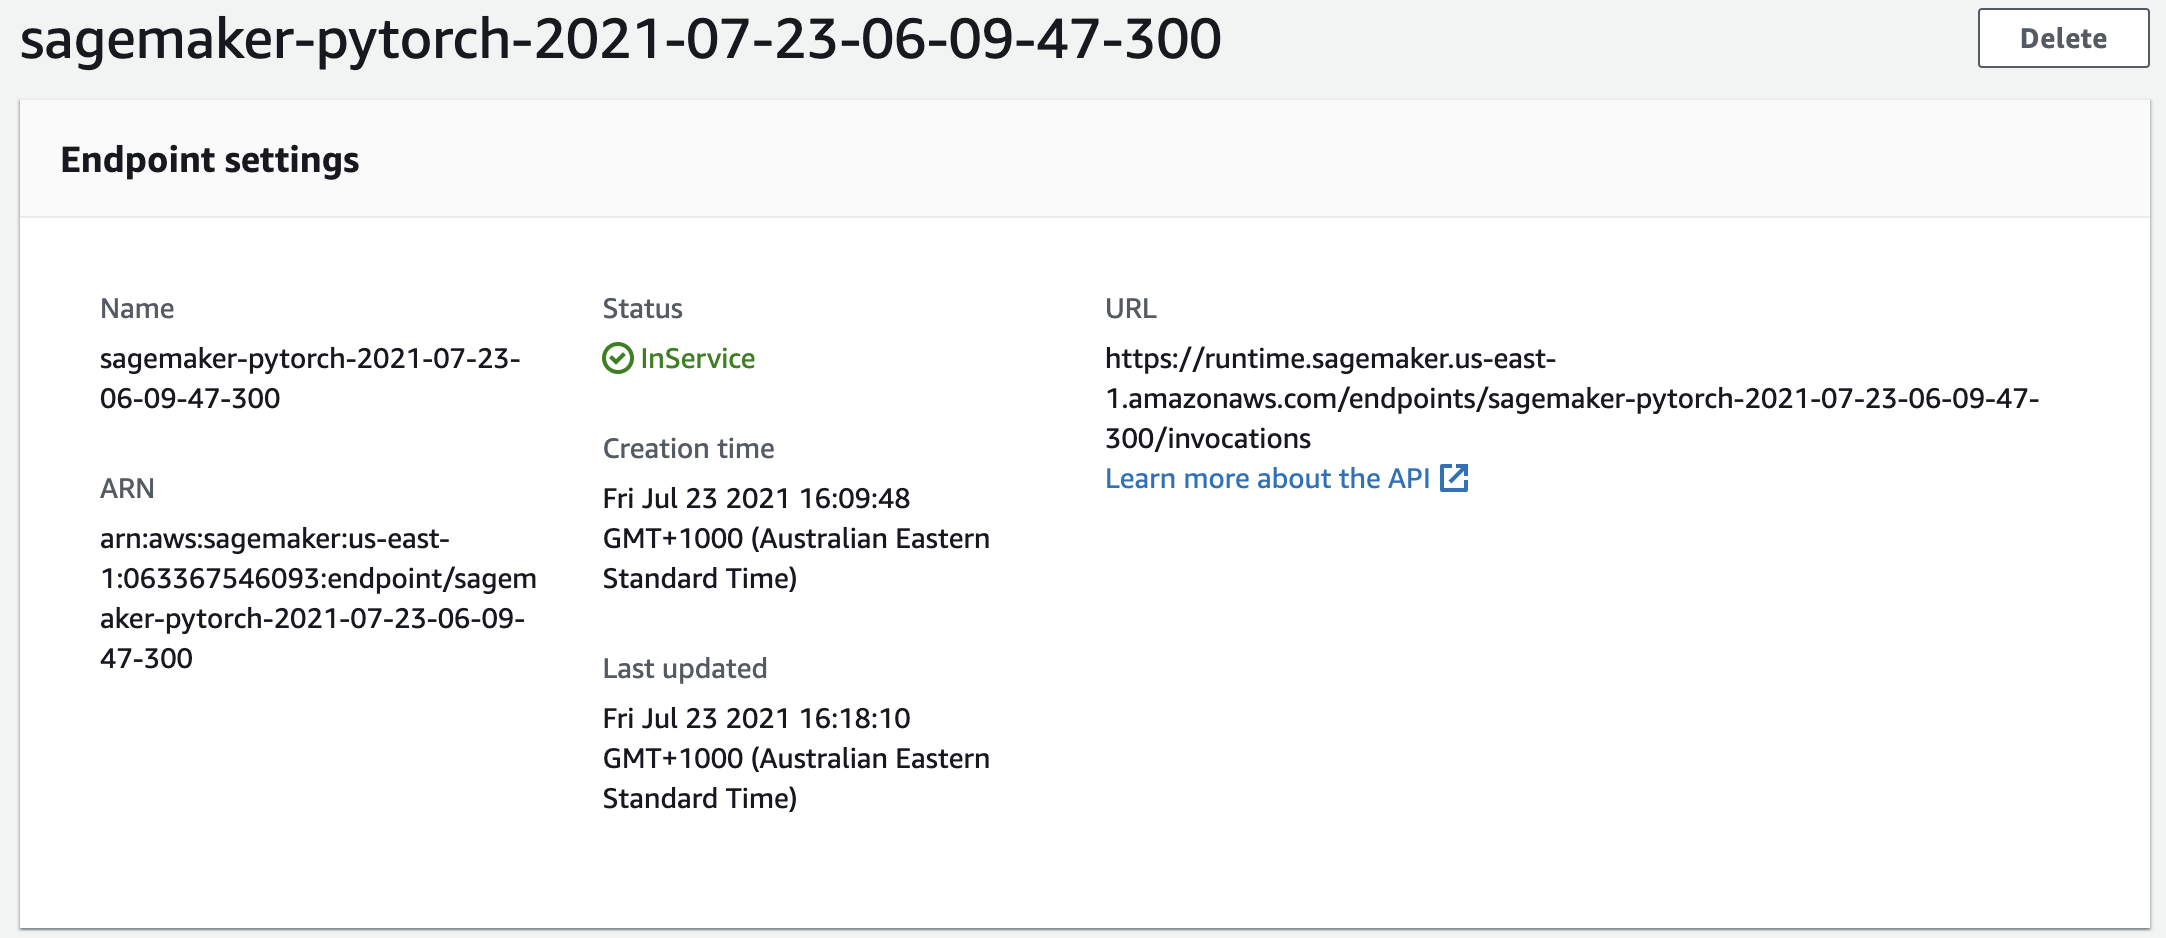 sagemaker-pytorch-2021-07-23-06-09-47-300
Delete
Endpoint settings
Name
sagemaker-pytorch-2021-07-23-
06-09-47-300
ARN
arn:aws:sagemaker:us-east-
1:063367546093:endpoint/sagem
aker-pytorch-2021-07-23-06-09-
47-300
Status
InService
Creation time
Fri Jul 23 2021 16:09:48
GMT+1000 (Australian Eastern
Standard Time)
Last updated
Fri Jul 23 2021 16:18:10
GMT+1000 (Australian Eastern
Standard Time)
URL
https://runtime.sagemaker.us-east-
1.amazonaws.com/endpoints/sagemaker-pytorch-2021-07-23-06-09-47-
300/invocations
Learn more about the API